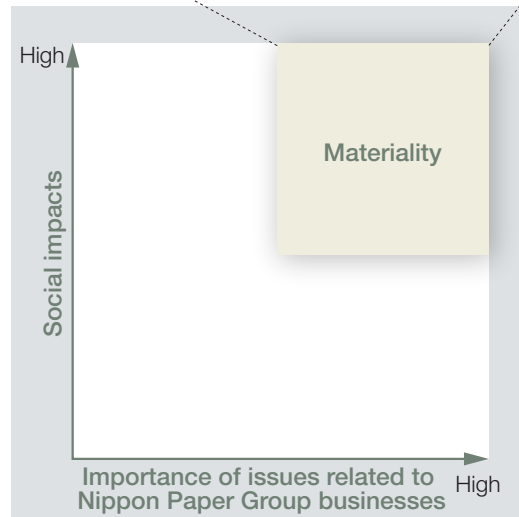 High
Materiality
Social impacts
Importance of issues related to
Nippon Paper Group businesses
High